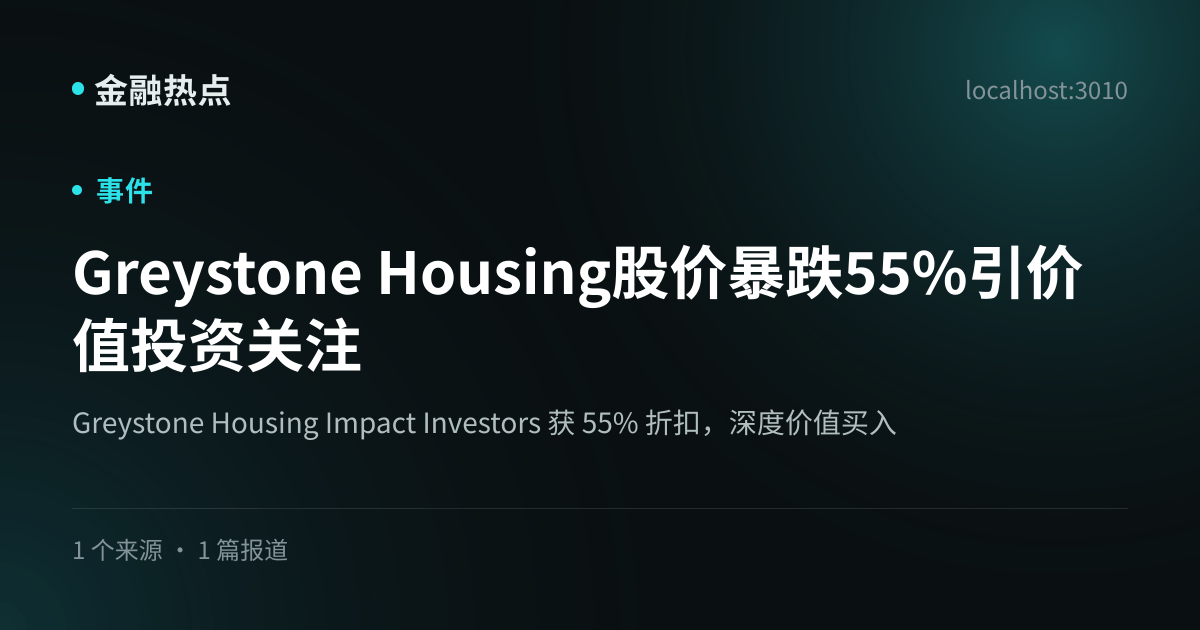 金融热点
localhost:3010
事件
Greystone Housing股价暴跌55%引价
值投资关注
Greystone Housing Impact Investors 获 55% 折扣，深度价值买入
1 个来源 · 1 篇报道